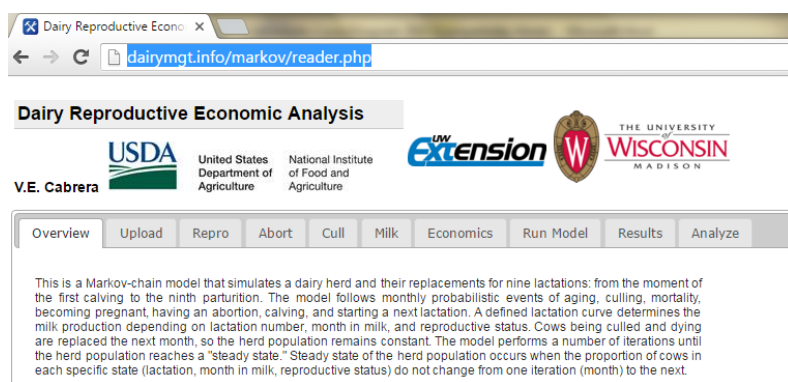 Dairy Reproductive Econo
dairymgt.info/markov/reader.php
Dairy Reproductive Economic Analysis
USDA
United States
Department of
Agriculture
National Institute
of Food and
Agriculture
UW
Extension
W
THE UNIVERSITY
of
WISCONSIN
MADISON
V.E. Cabrera
Overview Upload Repro Abort Cull Milk Economics Run Model Results Analyze
This is a Markov-chain model that simulates a dairy herd and their replacements for nine lactations: from the moment of
the first calving to the ninth parturition. The model follows monthly probabilistic events of aging, culling, mortality,
becoming pregnant, having an abortion, calving, and starting a next lactation. A defined lactation curve determines the
milk production depending on lactation number, month in milk, and reproductive status. Cows being culled and dying
are replaced the next month, so the herd population remains constant. The model performs a number of iterations until
the herd population reaches a "steady state." Steady state of the herd population occurs when the proportion of cows in
each specific state (lactation, month in milk, reproductive status) do not change from one iteration (month) to the next.